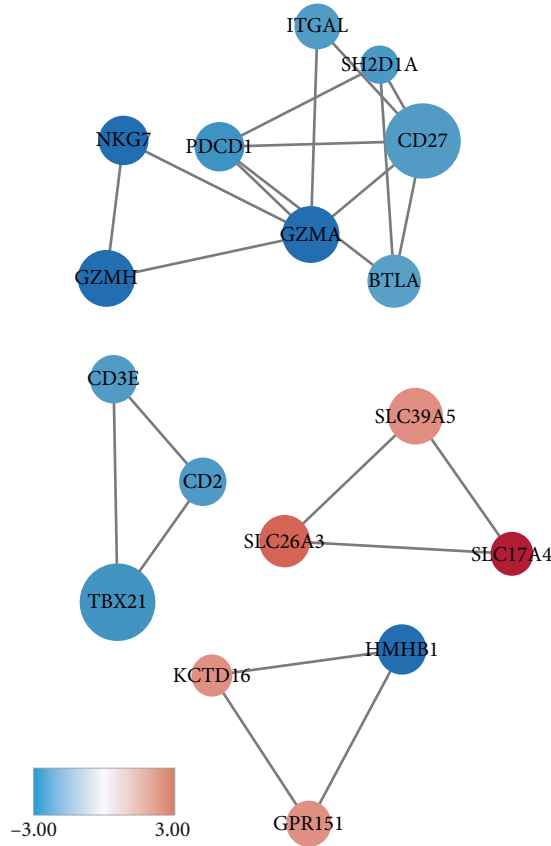 ITGAL
SH2D1A
NKG7
PDCD1
CD27
GZMA
GZMH
BTLA
CD3E
SLC39A5
CD2
SLC26A3
SLC17A4
TBX21
HMHB1
KCTD16
GPR151
−3.00 3.00